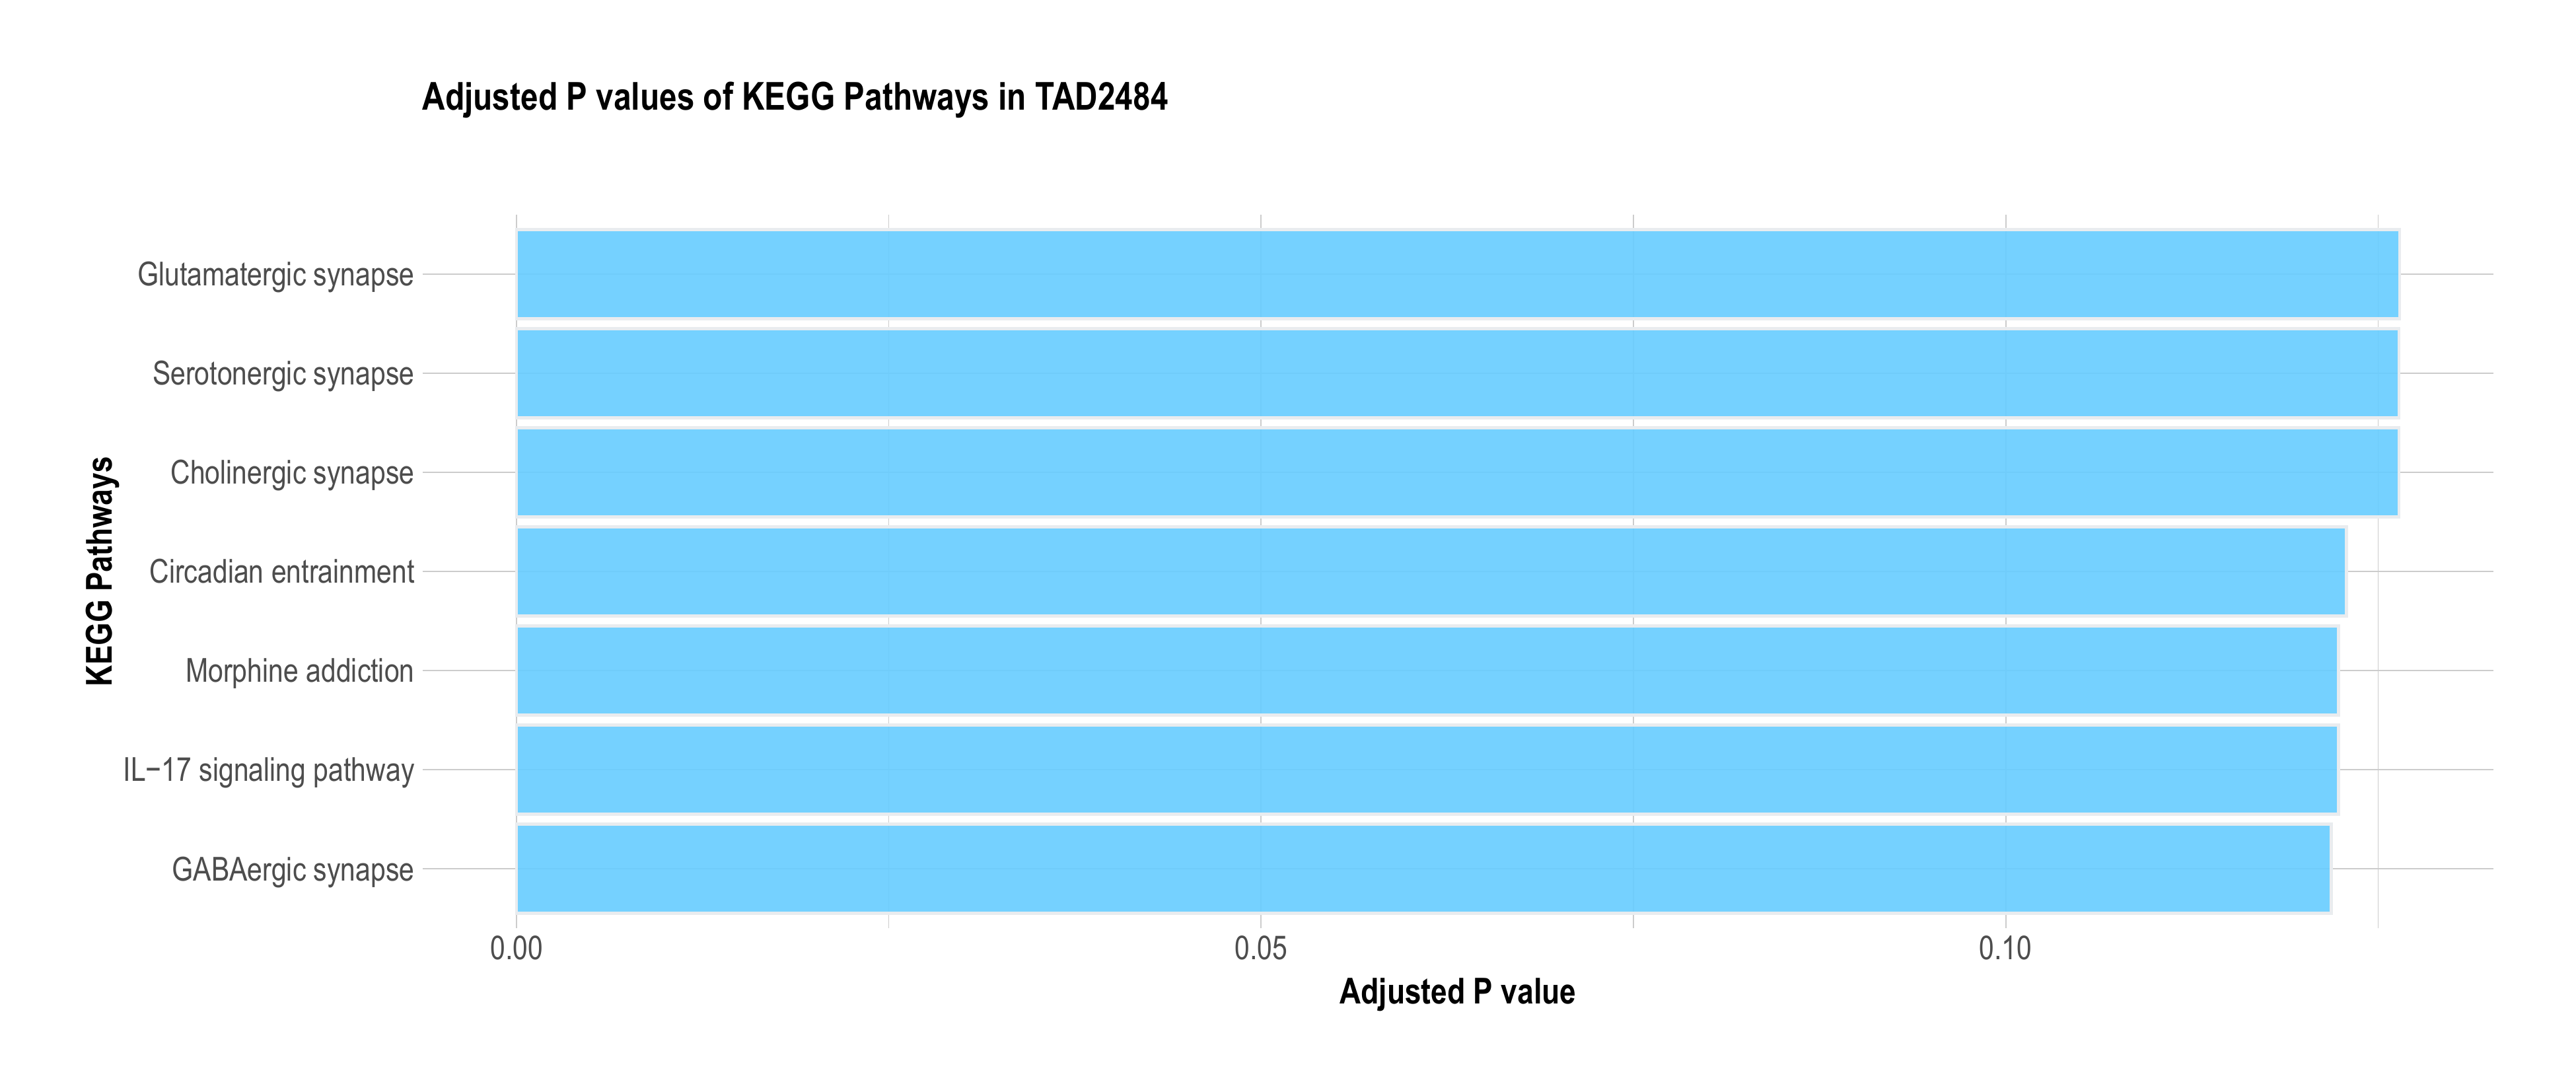 Adjusted P values of KEGG Pathways in TAD2484
KEGG Pathways
Glutamatergic synapse
Serotonergic synapse
Cholinergic synapse
Circadian entrainment
Morphine addiction
IL−17 signaling pathway
GABAergic synapse
0.00 0.05 0.10
Adjusted P value